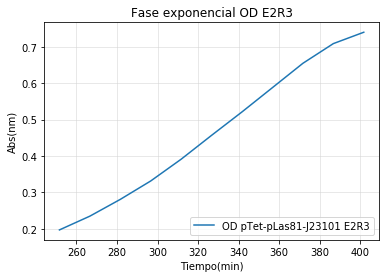 Fase exponencial OD E2R3
Abs(nm)
0.7
0.6
0.5
0.4
0.3
0.2
OD pTet-pLas81-J23101 E2R3
260 280 300 320 340 360 380 400
Tiempo(min)